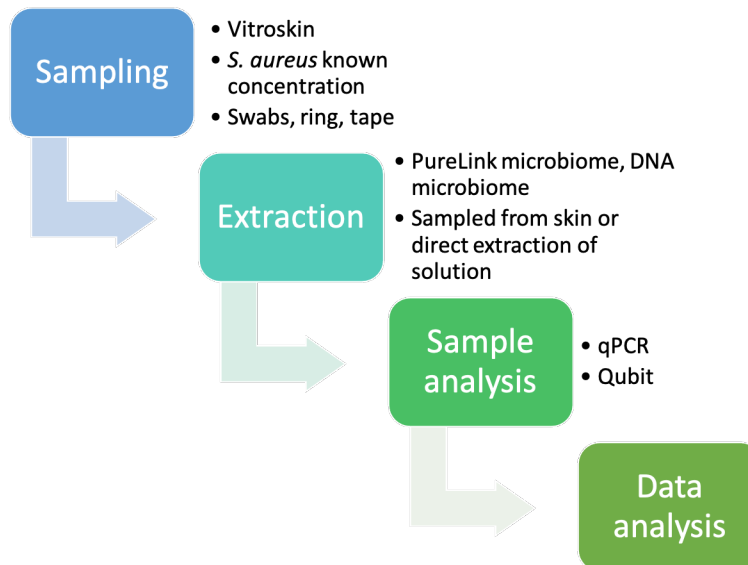 Sampling
• Vitroskin
• S. aureus known
concentration
• Swabs, ring, tape
Extraction
• PureLink microbiome, DNA
microbiome
• Sampled from skin or
direct extraction of
solution
Sample
analysis
• qPCR
• Qubit
Data
analysis